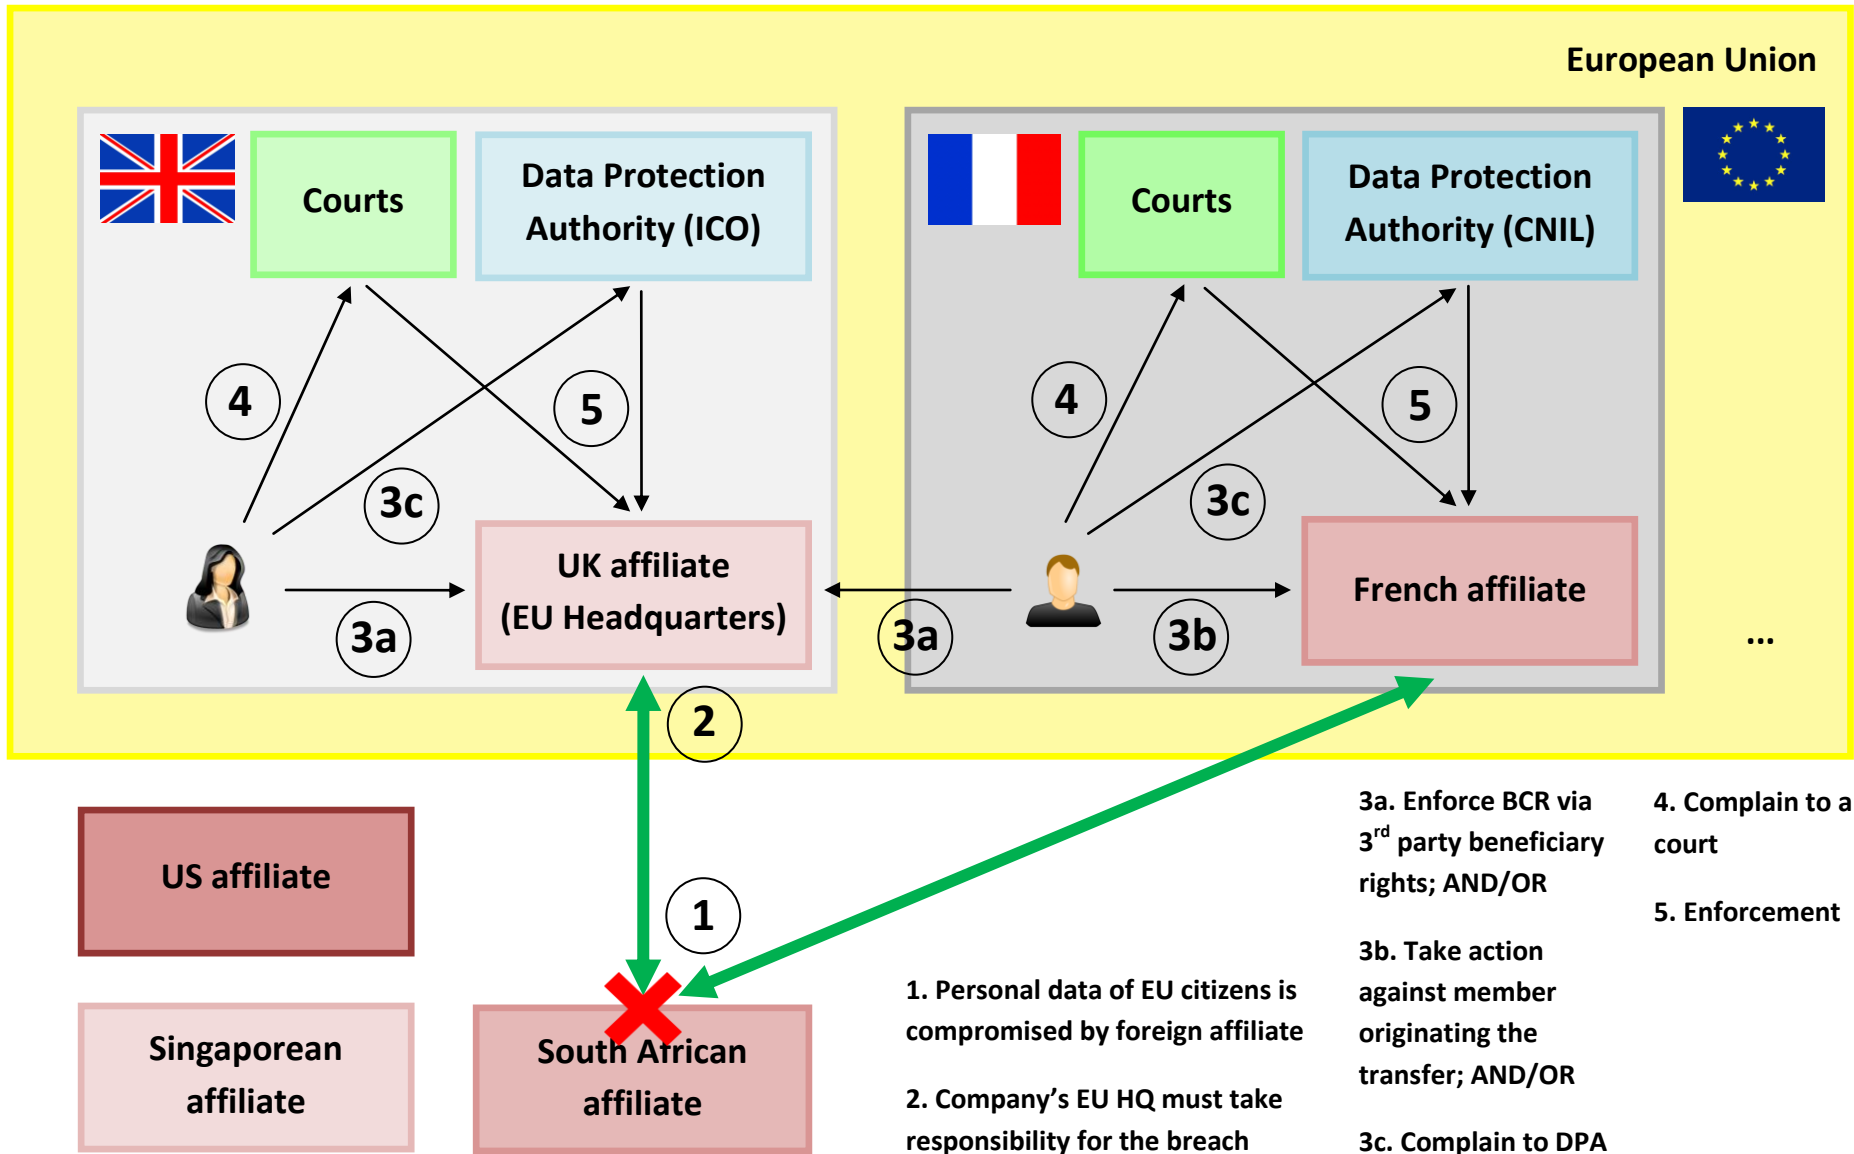 European Union
Courts
Data Protection
Authority (ICO)
Courts
Data Protection
Authority (CNIL)
4
5
3c
4
5
3c
UK affiliate
(EU Headquarters)
French affiliate
3a
3a
3b
...
2
US affiliate
1
Singaporean
affiliate
South African
affiliate
1. Personal data of EU citizens is
compromised by foreign affiliate
2. Company’s EU HQ must take
responsibility for the breach
3a. Enforce BCR via
3rd party beneficiary
rights; AND/OR
3b. Take action
against member
originating the
transfer; AND/OR
3c. Complain to DPA
4. Complain to a
court
5. Enforcement